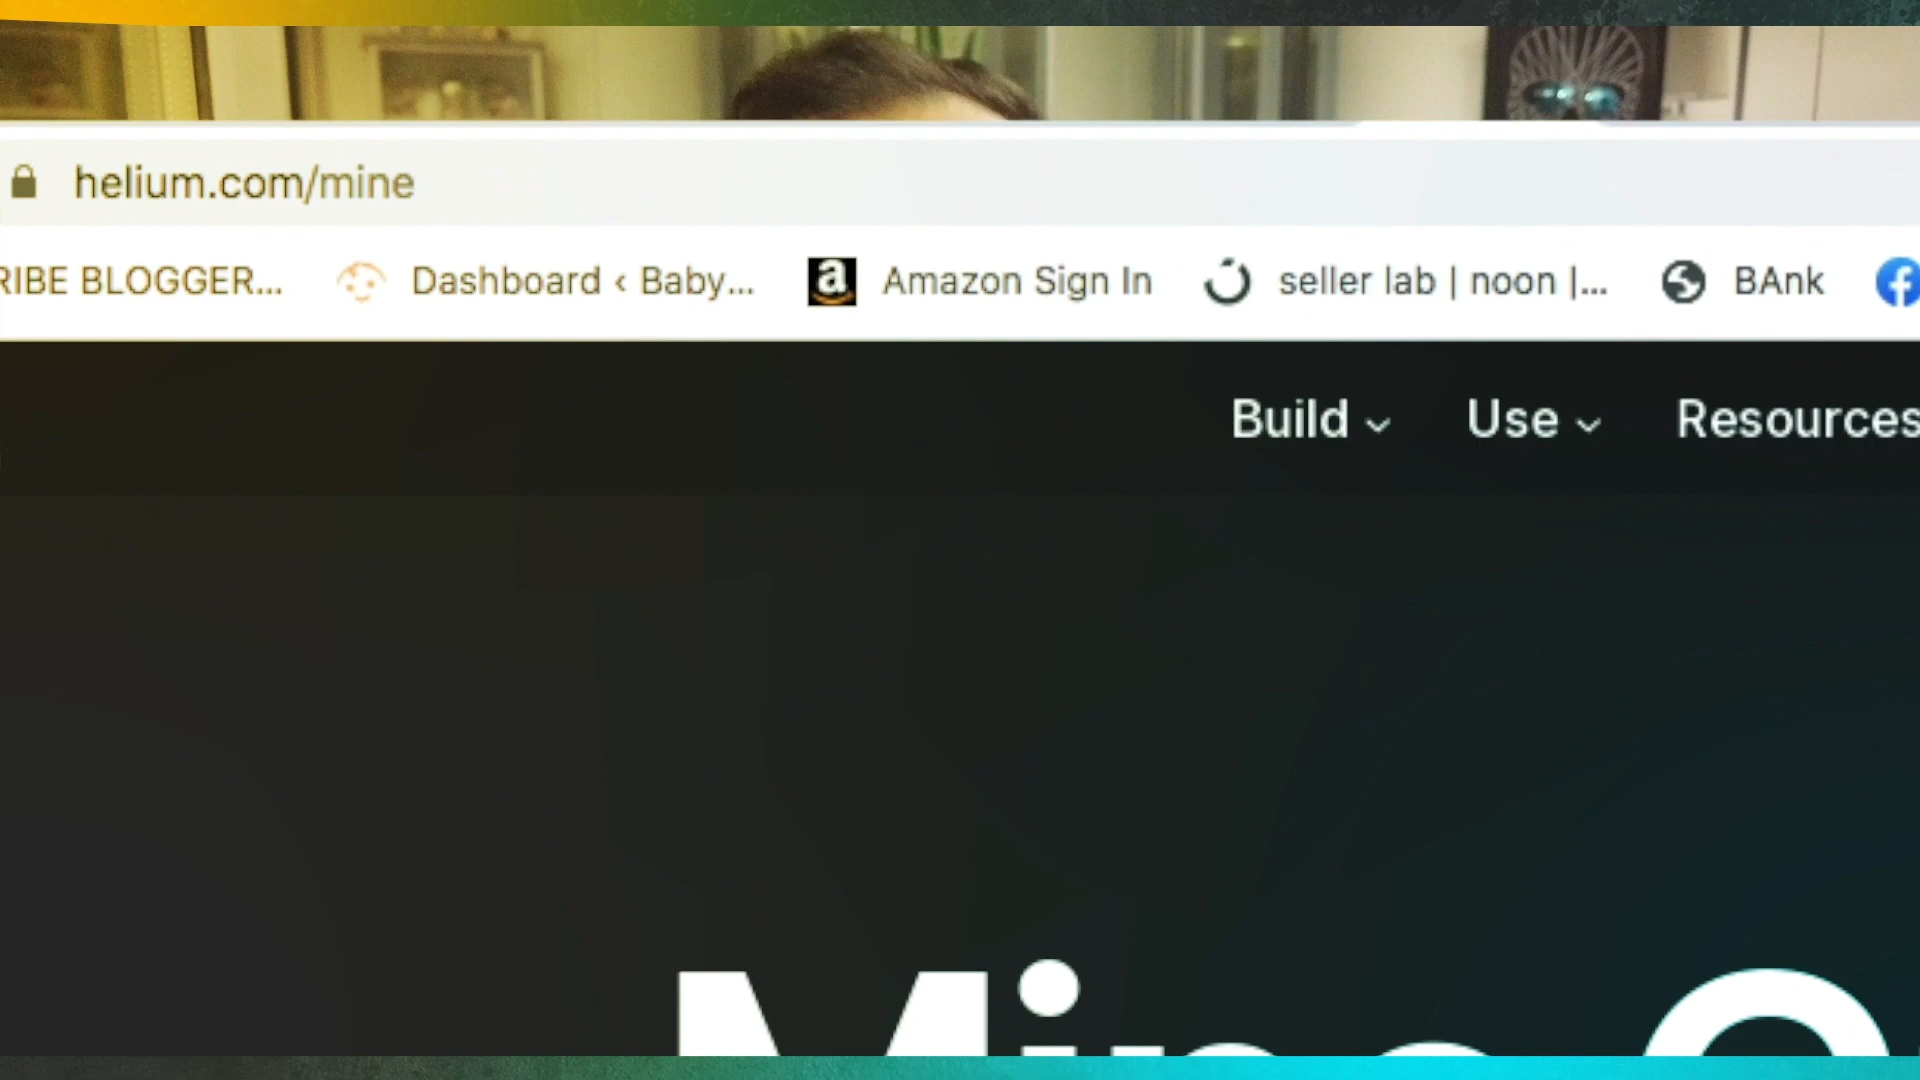 helium.com/mine
RIBE BLOGGER... Dashboard ‹ Baby... a Amazon Sign In seller lab | noon |... BAnk
Build Use Resources